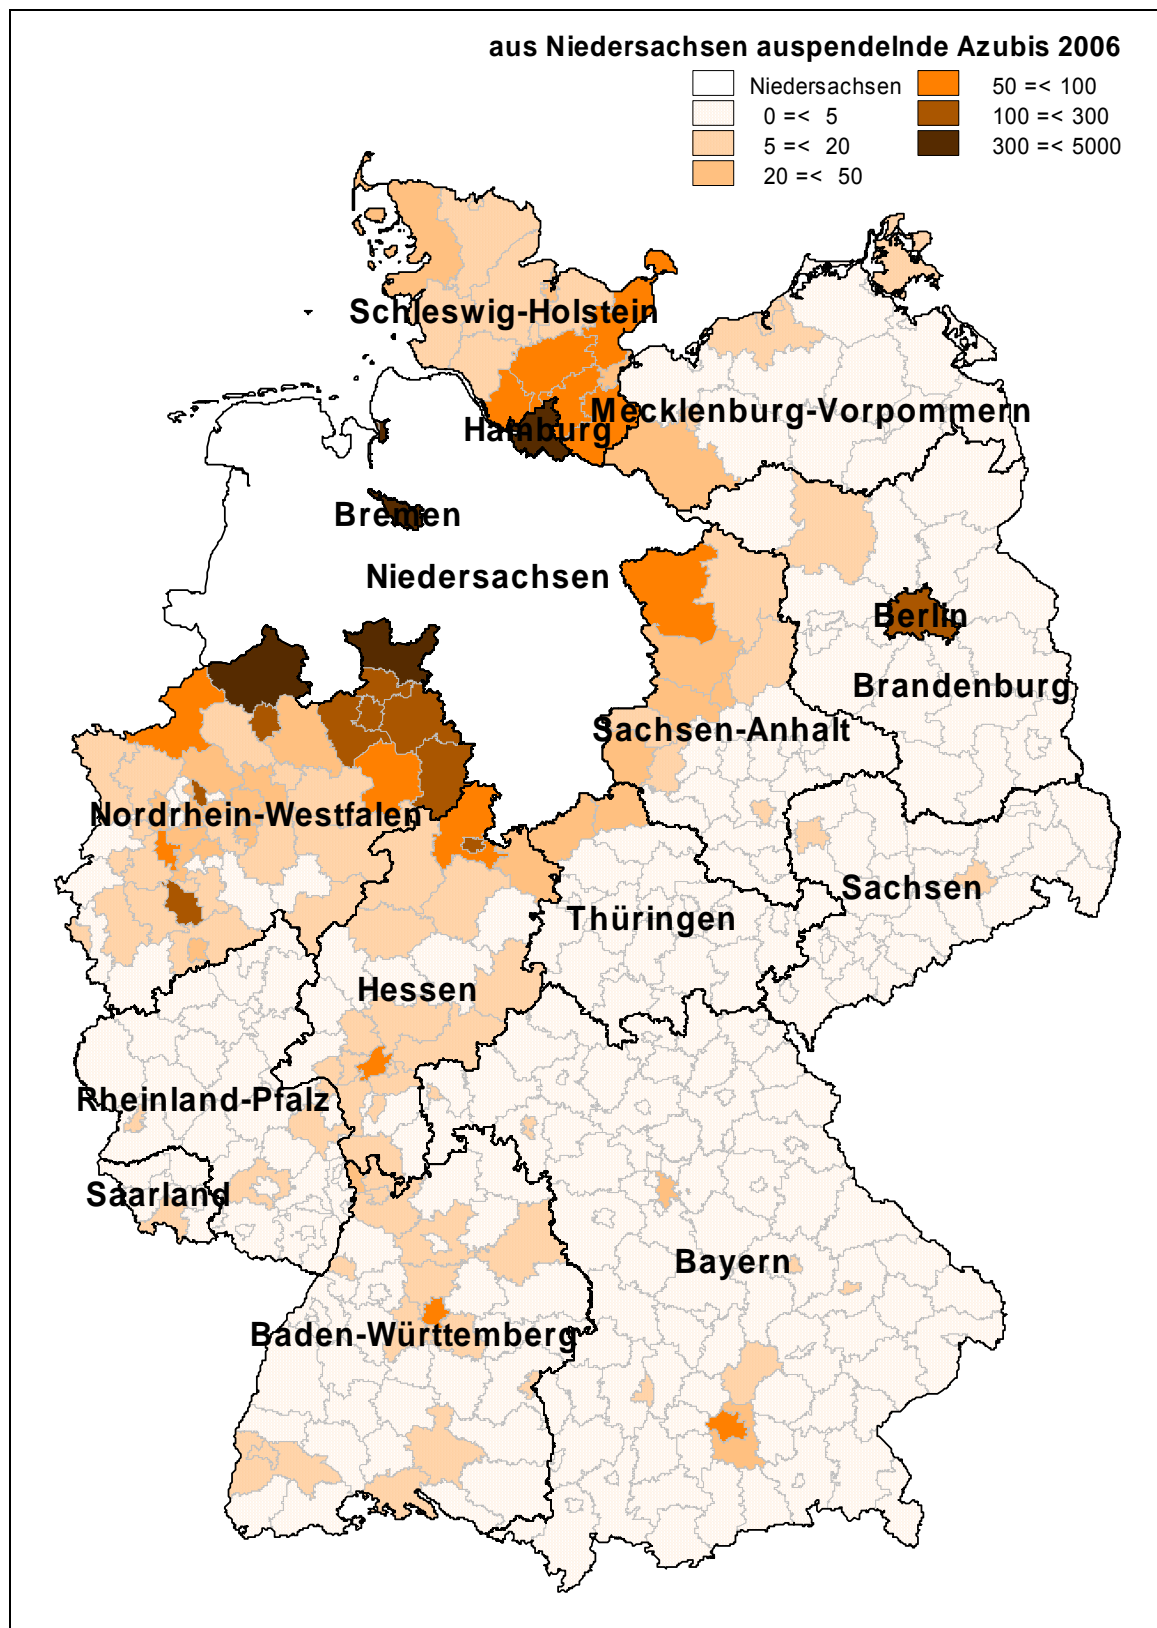 aus Niedersachsen auspendelnde Azubis 2006
Niedersachsen
0 =< 5
5 =< 20
20 =< 50
50 =< 100
100 =< 300
300 =< 5000
Schleswig-Holstein
Mecklenburg-Vorpommern
Hamburg
Bremen
Niedersachsen
Berlin
Brandenburg
Sachsen-Anhalt
Nordrhein-Westfalen
Sachsen
Thüringen
Hessen
Rheinland-Pfalz
Saarland
Bayern
Baden-Württemberg